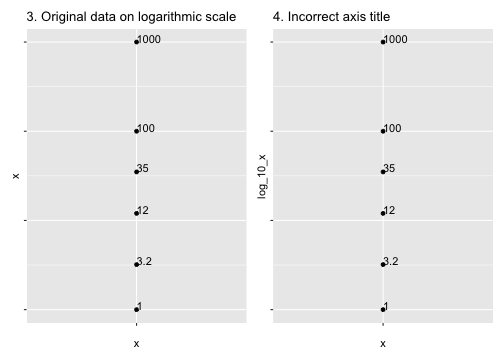 3. Original data on logarithmic scale
1000
100
35
12
3.2
1
x
x
4. Incorrect axis title
1000
100
35
12
3.2
1
log_10_x
x